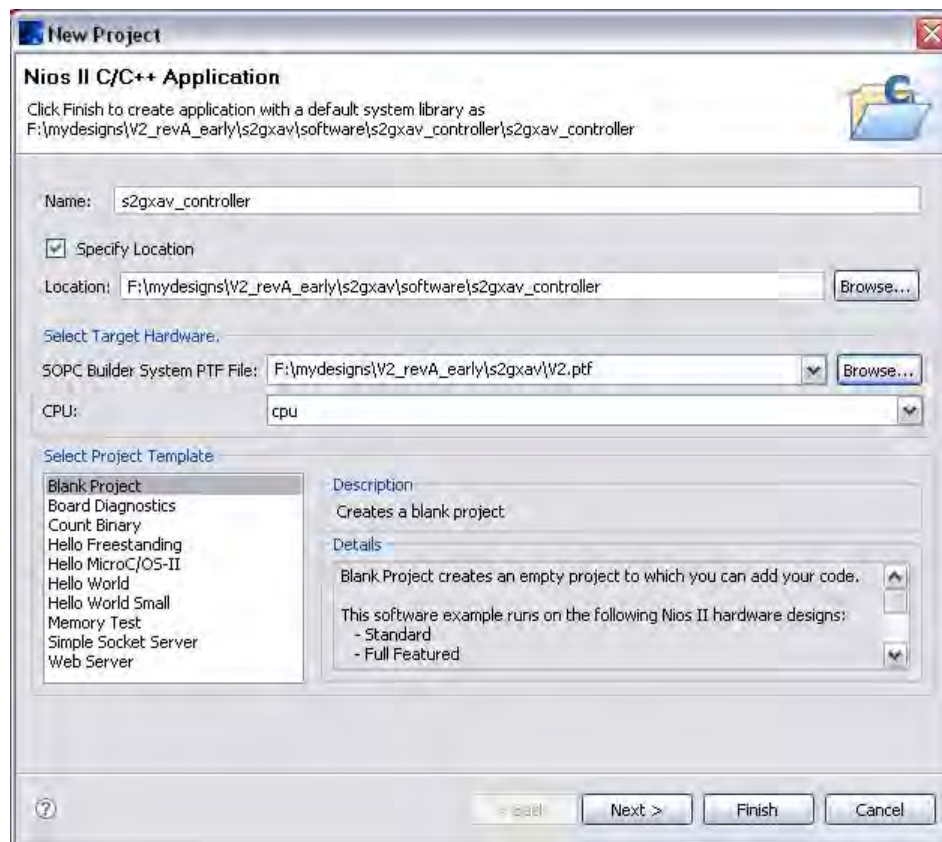 New Project
Nios II C/C++ Application
Click Finish to create application with a default system library as
F:\mydesigns\V2_revA_early\s2gxav\software\s2gxav_controller\s2gxav_controller
Name: s2gxav_controller
Specify Location
Location: F:\mydesigns\V2_revA_early\s2gxav\software\s2gxav_controller Browse...
Select Target Hardware.
SOPC Builder System PTF File: F:\mydesigns\V2_revA_early\s2gxav\V2.ptf Browse...
CPU: cpu
Select Project Template
Blank Project
Board Diagnostics
Count Binary
Hello Freestanding
Hello MicroC/OS-II
Hello World
Hello World Small
Memory Test
Simple Socket Server
Web Server
Description
Creates a blank project
Details
Blank Project creates an empty project to which you can add your code.
This software example runs on the following Nios II hardware designs:
- Standard
- Full Featured
< Back Next > Finish Cancel